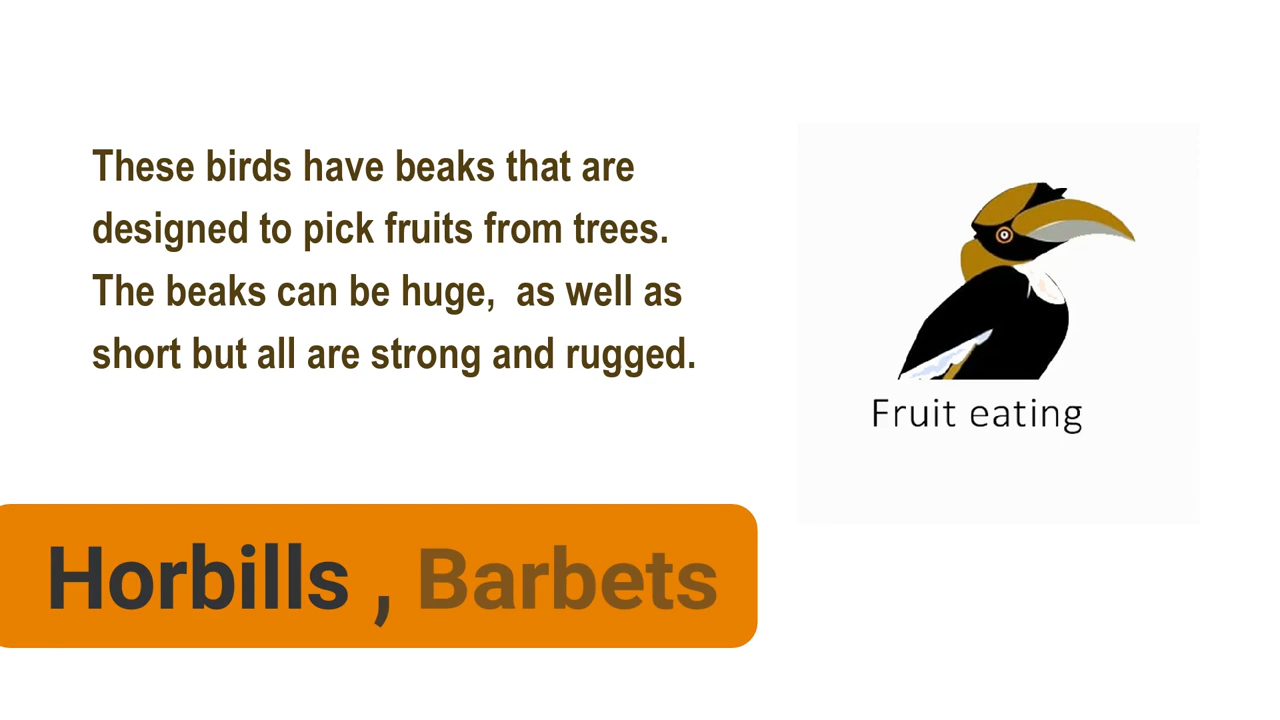 These birds have beaks that are
designed to pick fruits from trees.
The beaks can be huge,  as well as
short but all are strong and rugged.
Fruit eating
Horbills , Barbets